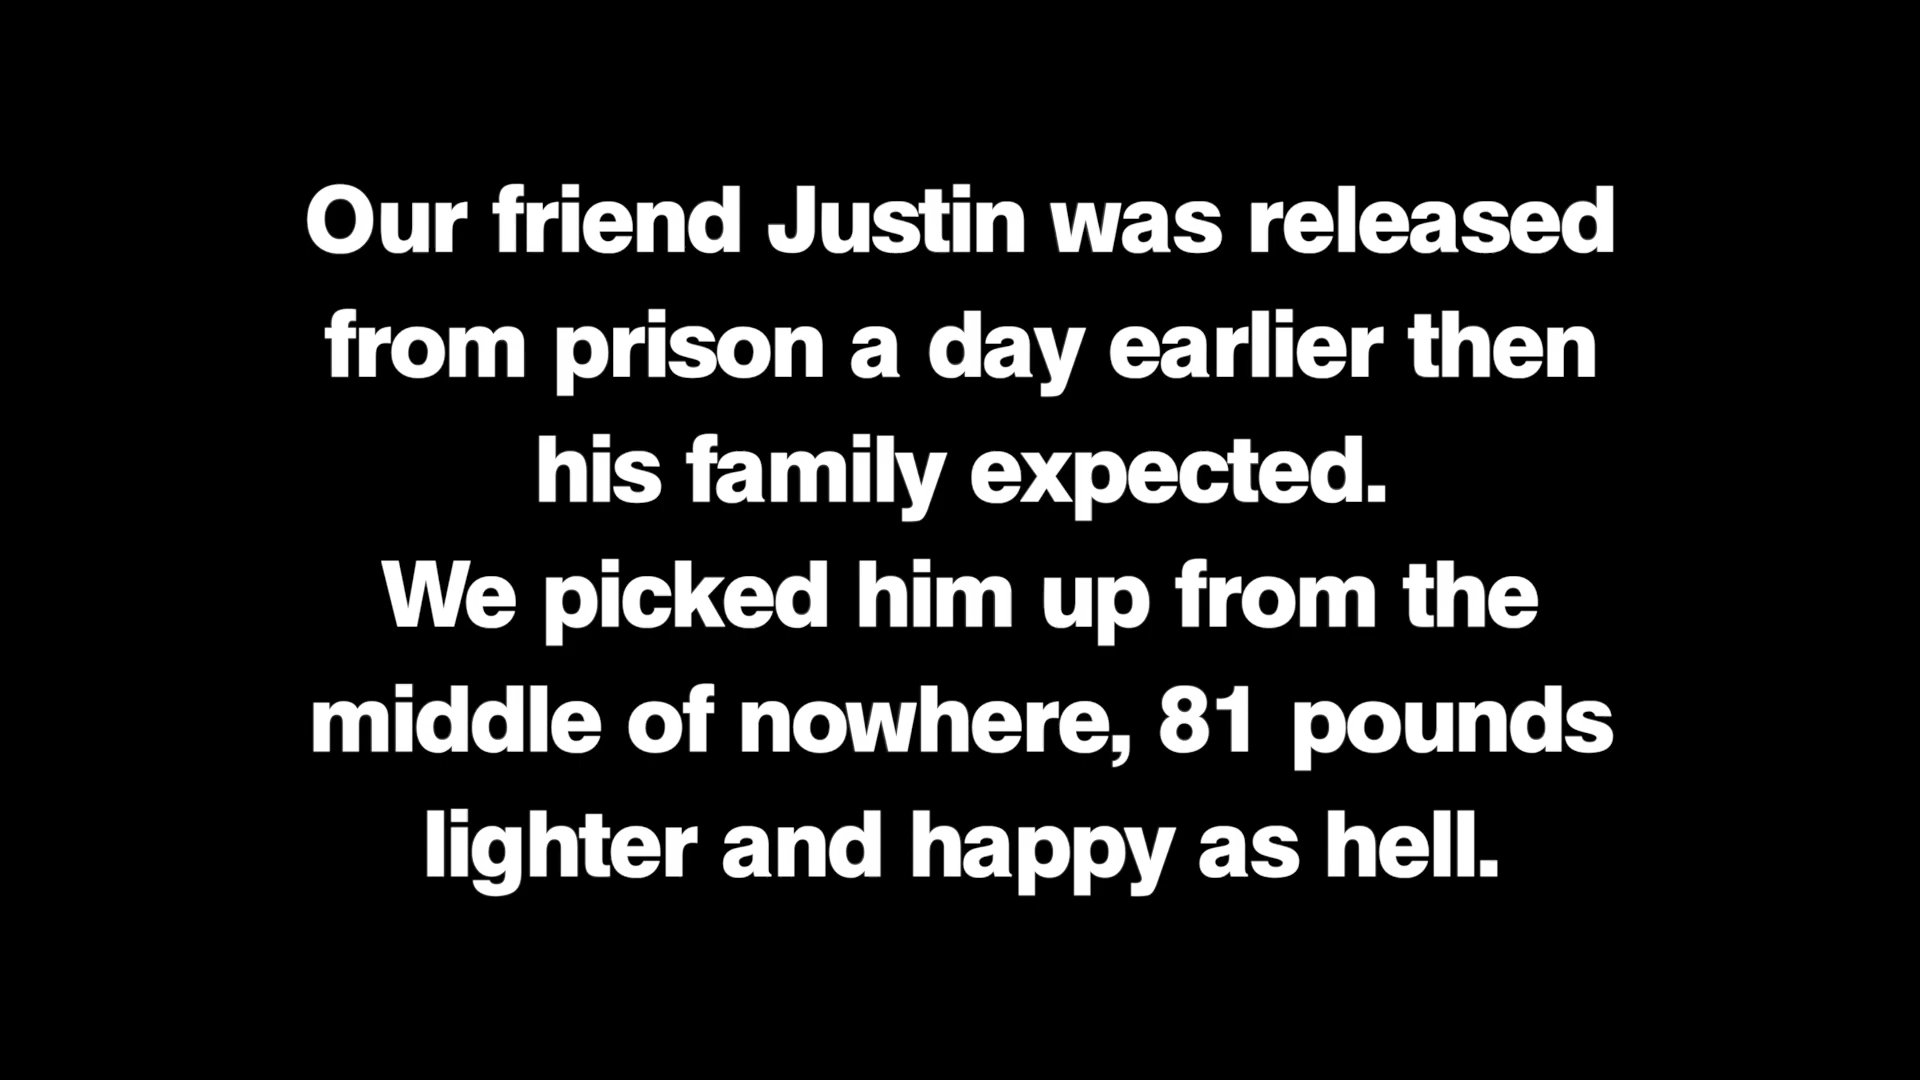 Our friend Justin was released
from prison a day earlier then
his family expected.
We picked him up from the
middle of nowhere, 81 pounds
lighter and happy as hell.